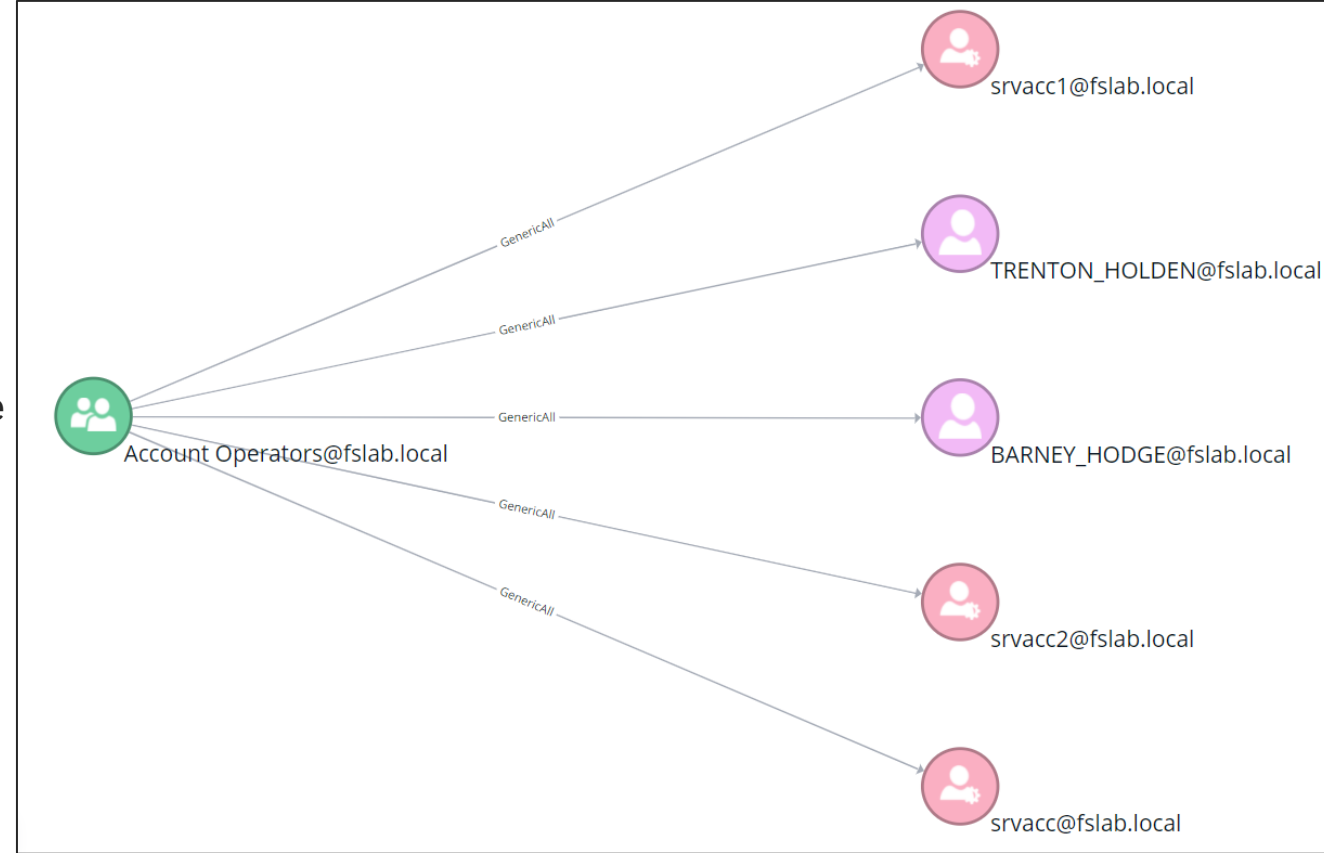 srvacc1@fslab.local
GenericAll
TRENTON_HOLDEN@fslab.local
GenericAll
e
GenericAll
Account Operators@fslab.local
BARNEY_HODGE@fslab.local
GenericAll
GenericAll
srvacc2@fslab.local
srvacc@fslab.local